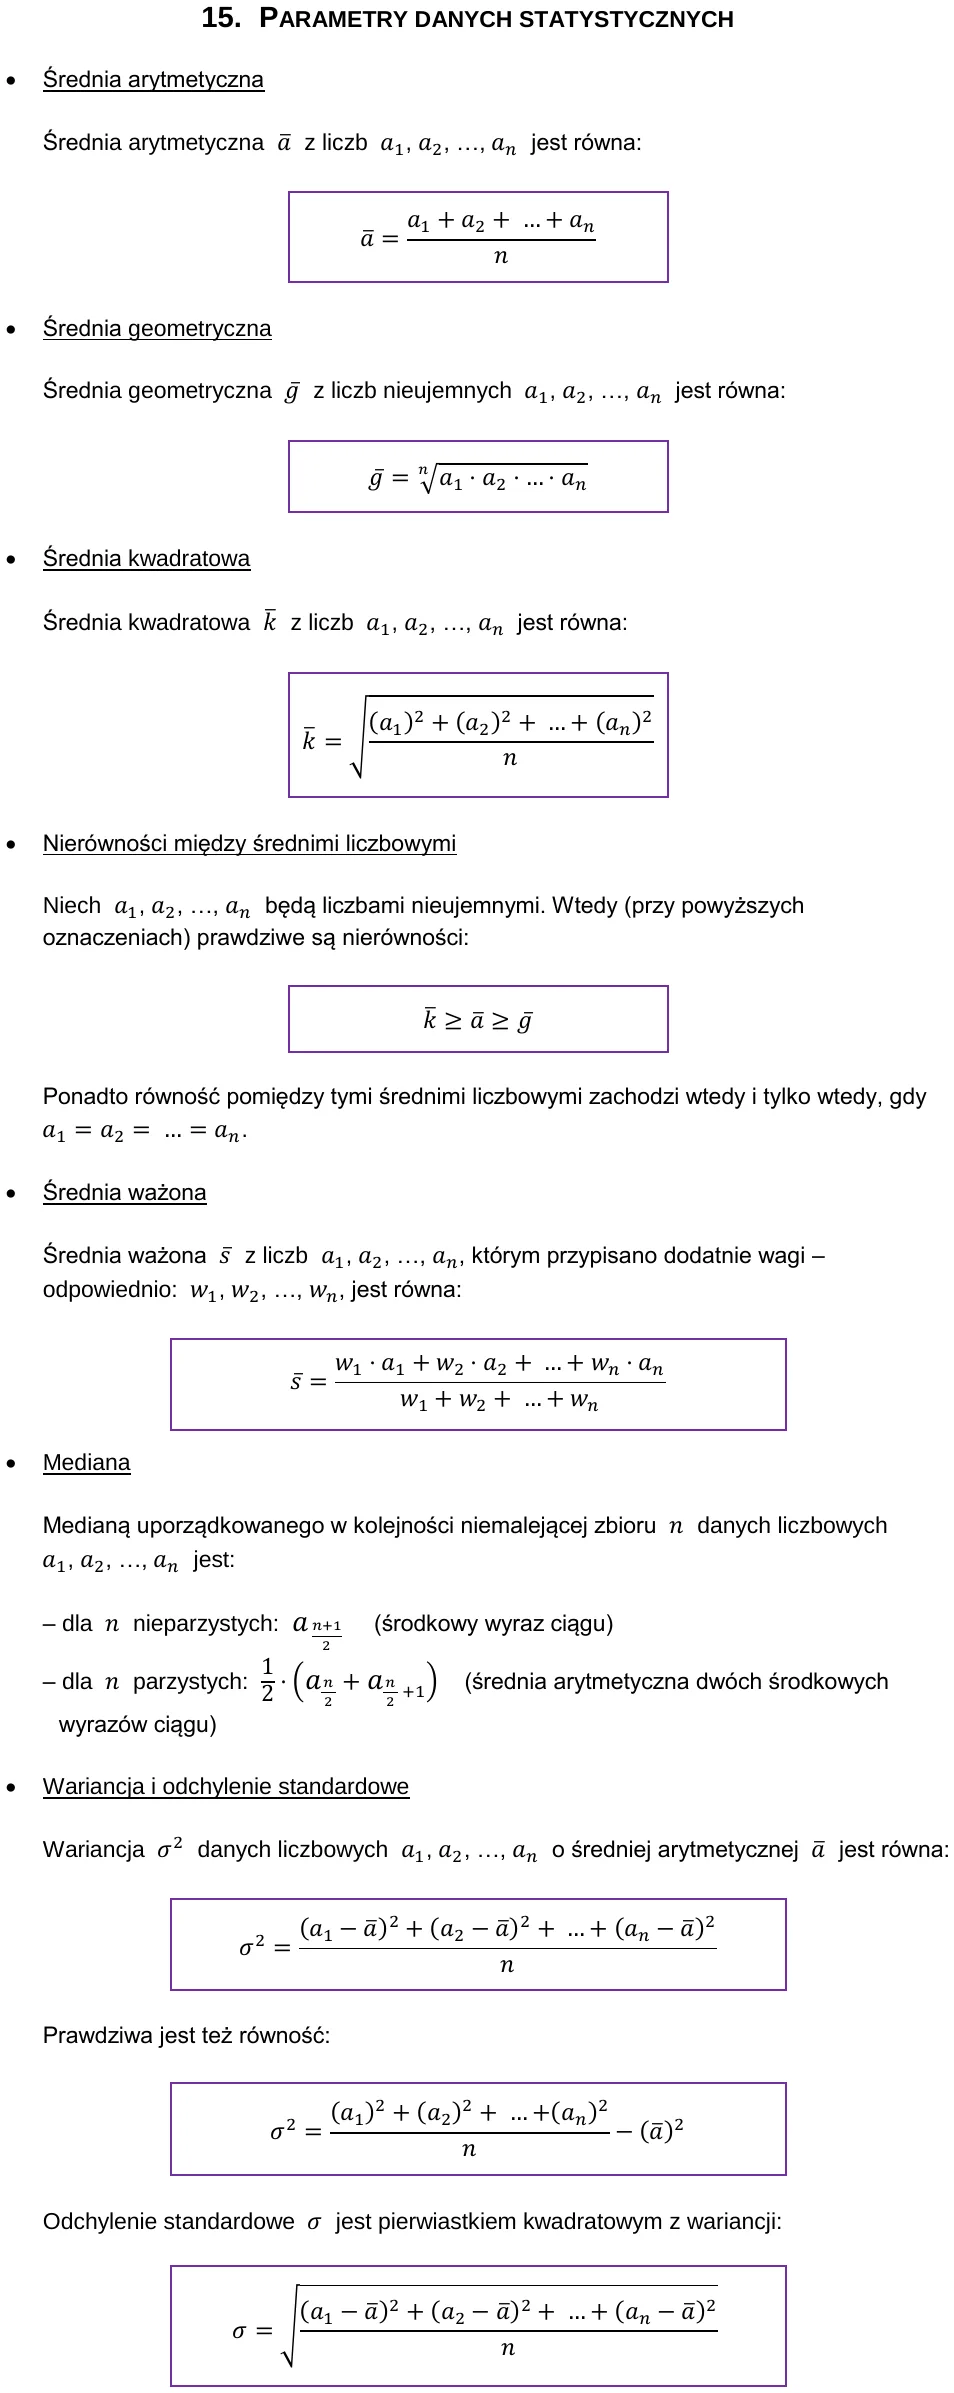 15. PARAMETRY DANYCH STATYSTYCZNYCH
• Średnia arytmetyczna
Średnia arytmetyczna ā z liczb a₁, a₂, …, aₙ jest równa:
ā = (a₁ + a₂ + … + aₙ)/n
• Średnia geometryczna
Średnia geometryczna ḡ z liczb nieujemnych a₁, a₂, …, aₙ jest równa:
ḡ = ⁿ√(a₁ · a₂ · … · aₙ)
• Średnia kwadratowa
Średnia kwadratowa k̄ z liczb a₁, a₂, …, aₙ jest równa:
k̄ = √(((a₁)² + (a₂)² + … + (aₙ)²)/n)
• Nierówności między średnimi liczbowymi
Niech a₁, a₂, …, aₙ będą liczbami nieujemnymi. Wtedy (przy powyższych
oznaczeniach) prawdziwe są nierówności:
k̄ ≥ ā ≥ ḡ
Ponadto równość pomiędzy tymi średnimi liczbowymi zachodzi wtedy i tylko wtedy, gdy
a₁ = a₂ = … = aₙ.
• Średnia ważona
Średnia ważona s̄ z liczb a₁, a₂, …, aₙ, którym przypisano dodatnie wagi –
odpowiednio: w₁, w₂, …, wₙ, jest równa:
s̄ = (w₁ · a₁ + w₂ · a₂ + … + wₙ · aₙ)/(w₁ + w₂ + … + wₙ)
• Mediana
Medianą uporządkowanego w kolejności niemalejącej zbioru n danych liczbowych
a₁, a₂, …, aₙ jest:
– dla n nieparzystych: a_((n+1)/2) (środkowy wyraz ciągu)
– dla n parzystych: 1/2 · (a_(n/2) + a_(n/2 +1)) (średnia arytmetyczna dwóch środkowych
wyrazów ciągu)
• Wariancja i odchylenie standardowe
Wariancja σ² danych liczbowych a₁, a₂, …, aₙ o średniej arytmetycznej ā jest równa:
σ² = ((a₁ − ā)² + (a₂ − ā)² + … + (aₙ − ā)²)/n
Prawdziwa jest też równość:
σ² = ((a₁)² + (a₂)² + … +(aₙ)²)/n − (ā)²
Odchylenie standardowe σ jest pierwiastkiem kwadratowym z wariancji:
σ = √(((a₁ − ā)² + (a₂ − ā)² + … + (aₙ − ā)²)/n)